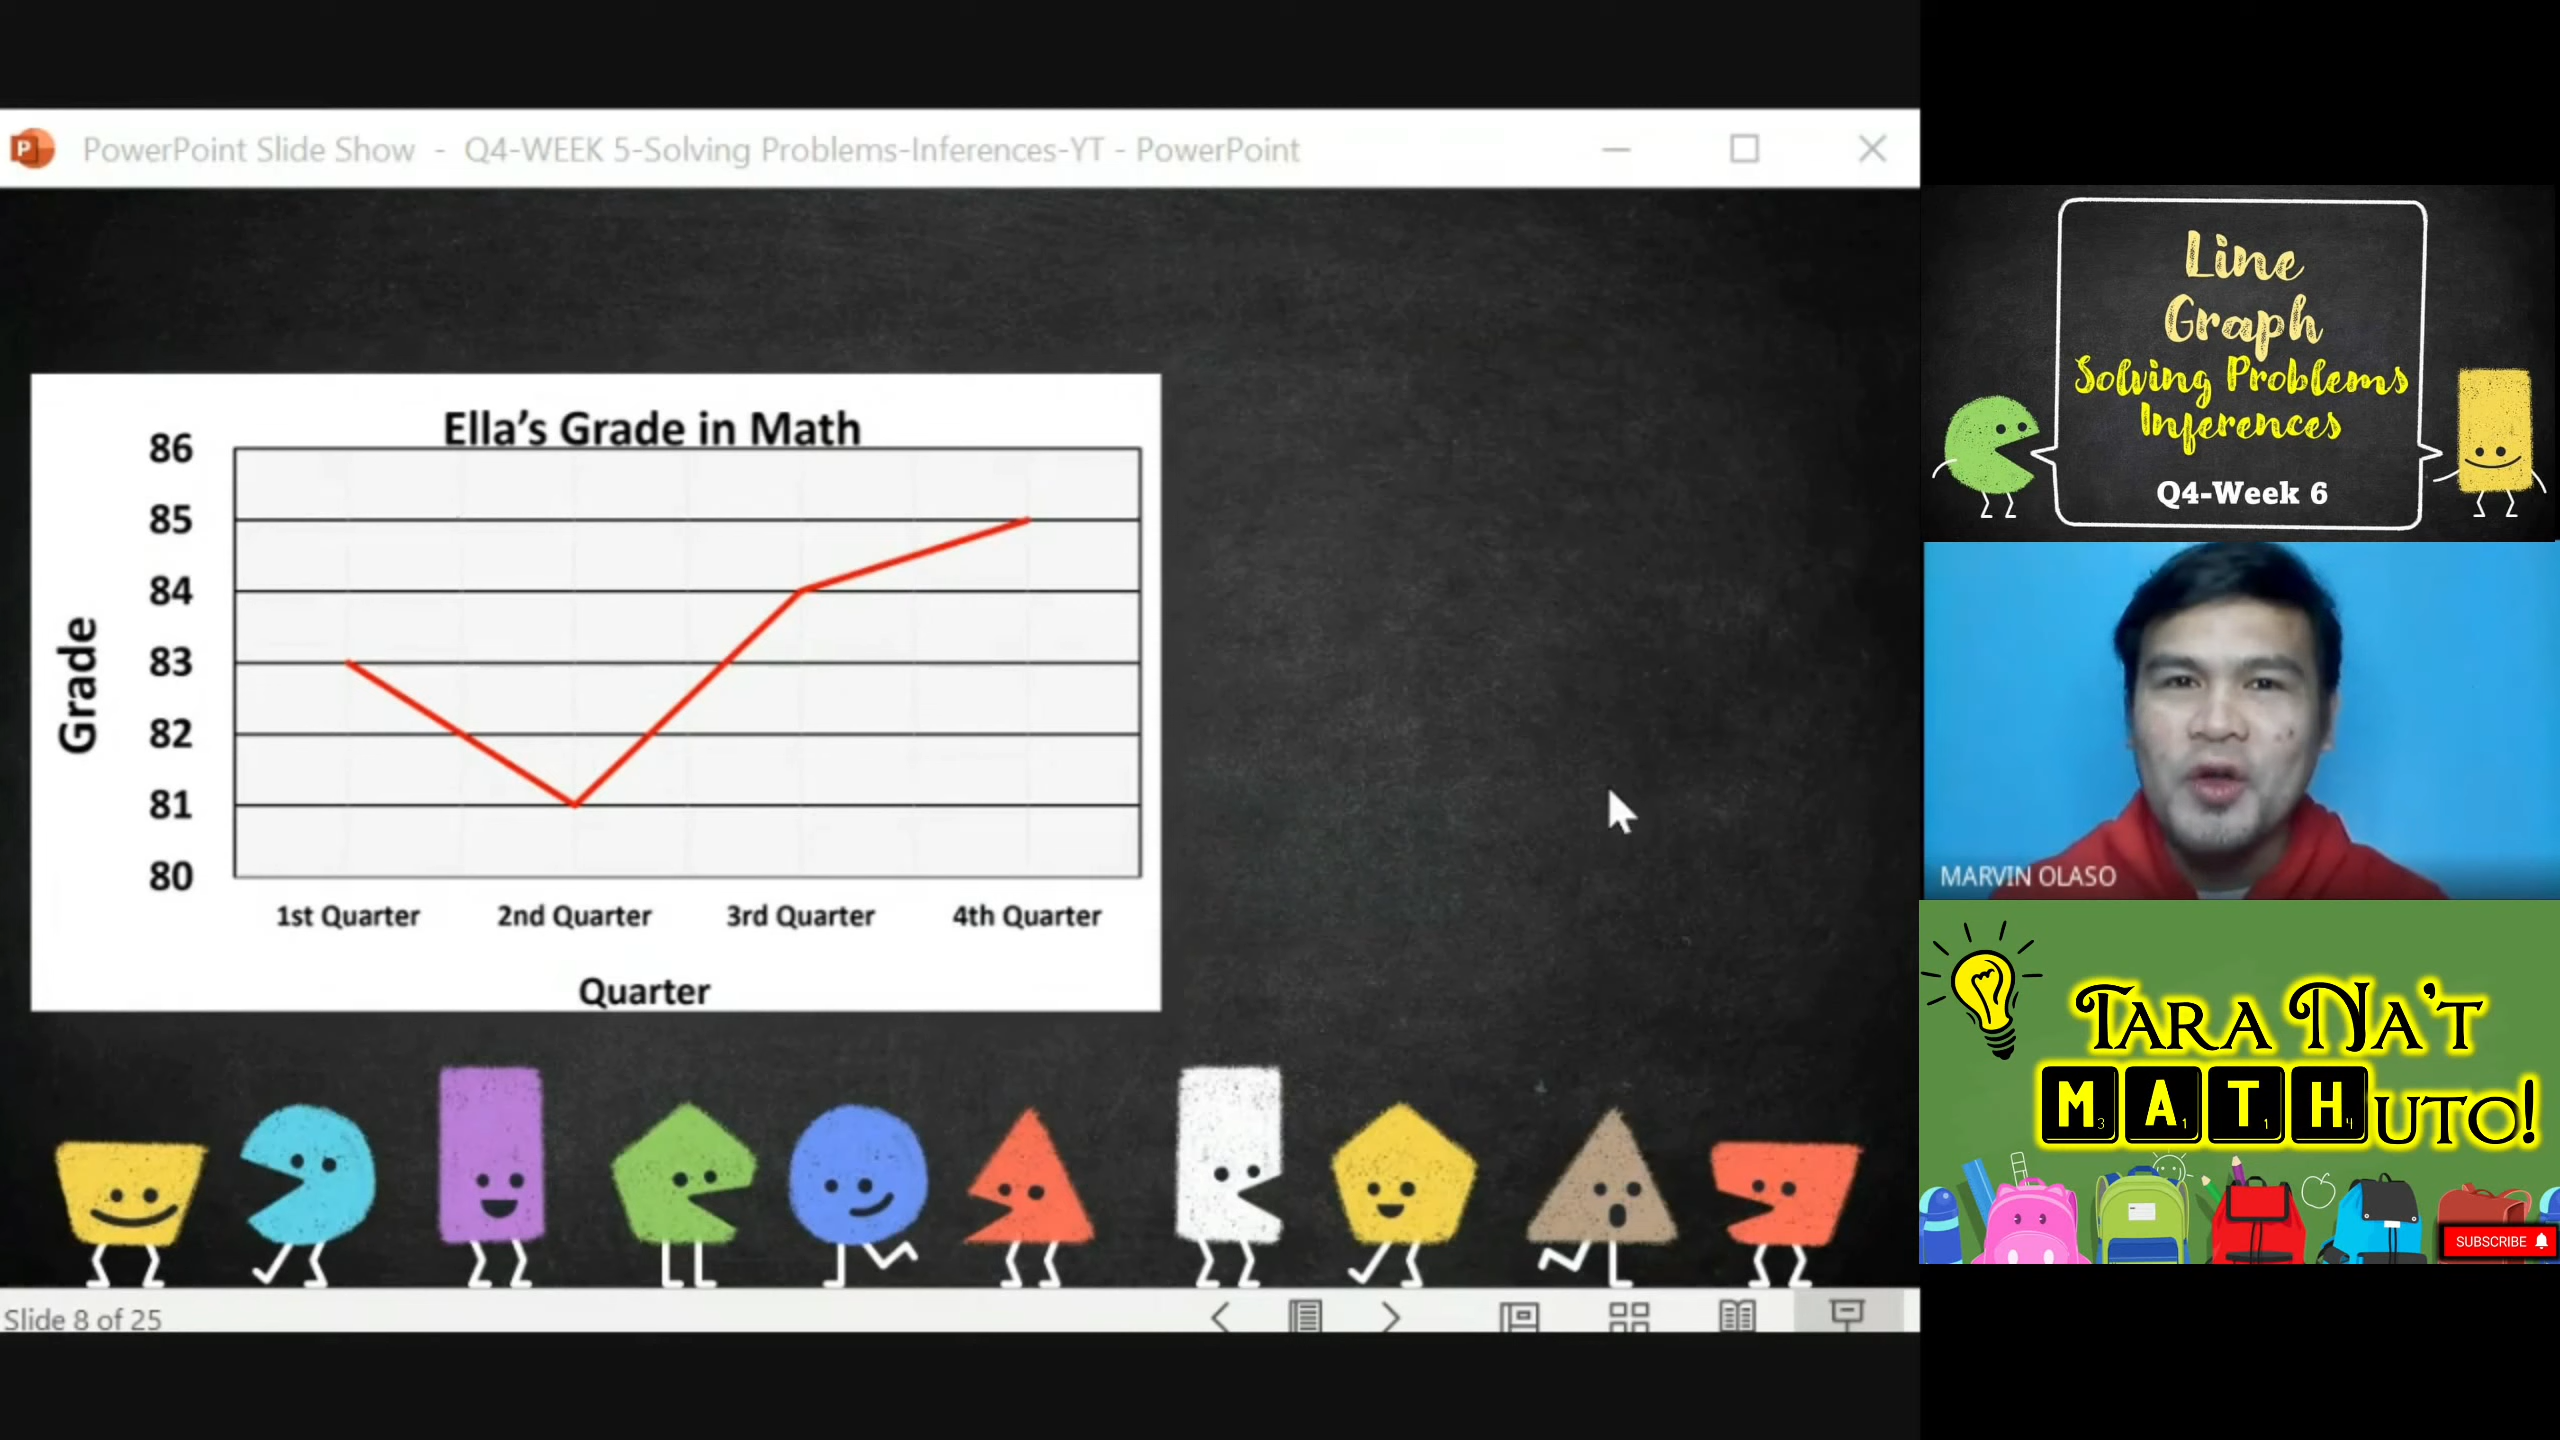 PowerPoint Slide Show - Q4-WEEK 5-Solving Problems-Inferences-YT - PowerPoint
Ella's Grade in Math
86
85
84
83
82
81
80
Grade
1st Quarter 2nd Quarter 3rd Quarter 4th Quarter
Quarter
Slide 8 of 25
Line
Graph
Solving Problems
Inferences
Q4-Week 6
MARVIN OLASO
TARA NA'T
MATHUTO!
SUBSCRIBE